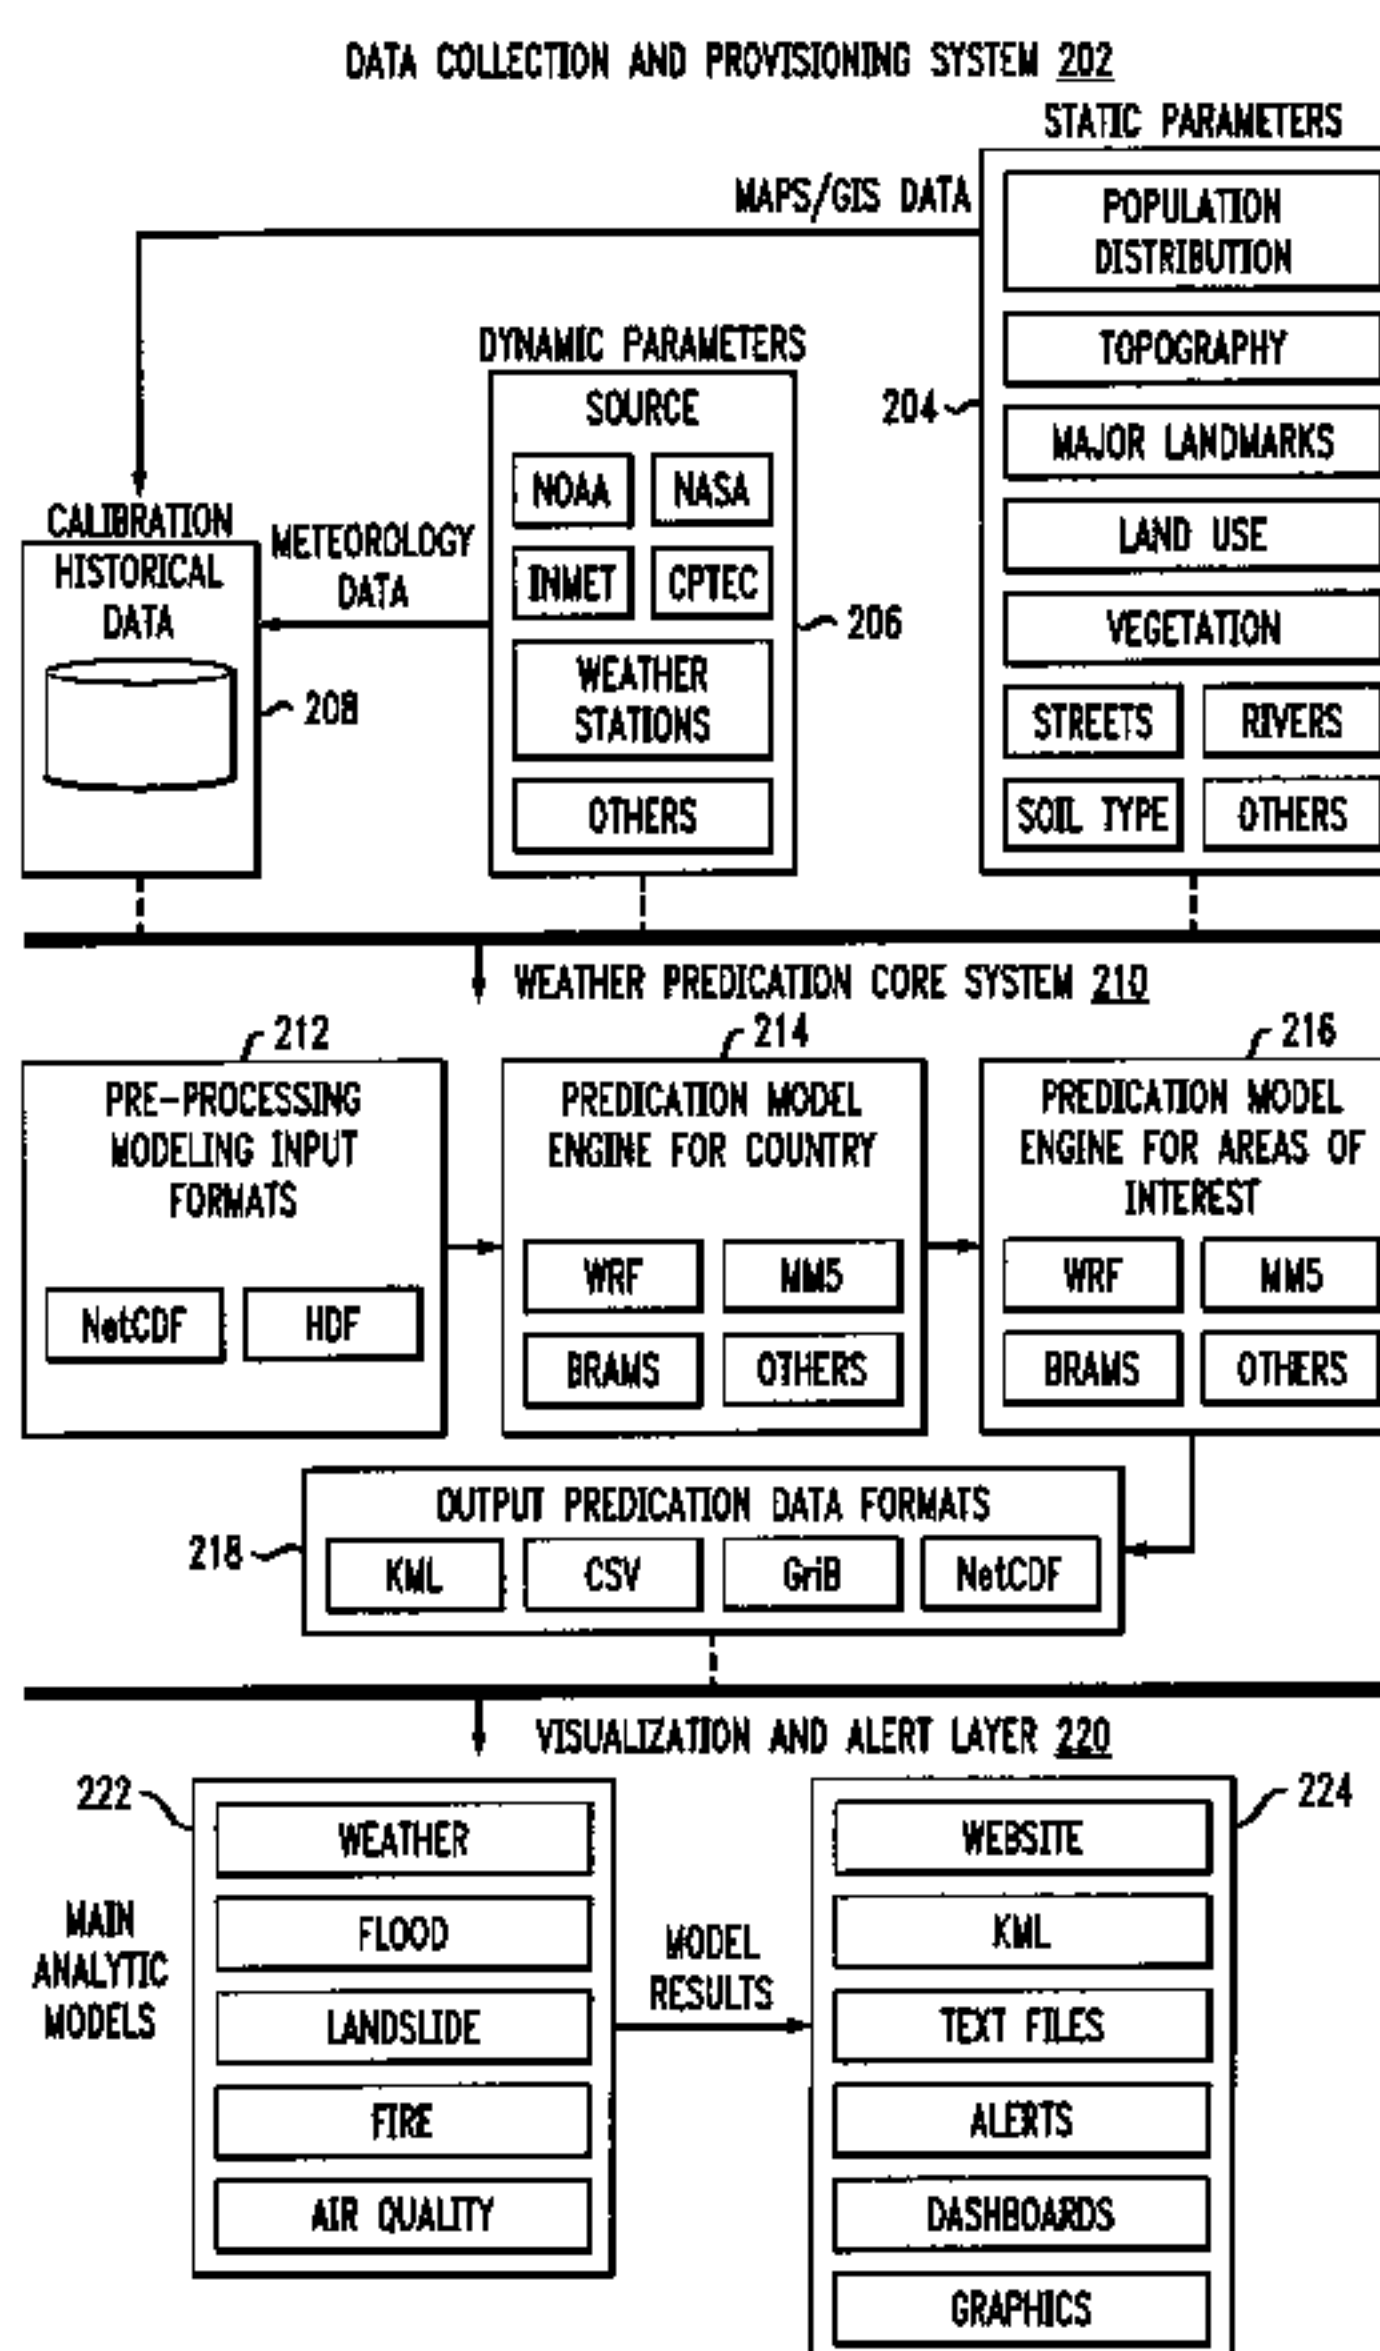 DATA COLLECTION AND PROVISIONING SYSTEM 202
STATIC PARAMETERS
MAPS/GIS DATA
POPULATION
DISTRIBUTION
TOPOGRAPHY
204
MAJOR LANDMARKS
LAND USE
VEGETATION
STREETS
RIVERS
SOIL TYPE
OTHERS
DYNAMIC PARAMETERS
SOURCE
NOAA
NASA
INMET
CPTEC
206
WEATHER
STATIONS
OTHERS
METEOROLOGY
DATA
CALIBRATION
HISTORICAL
DATA
208
WEATHER PREDICATION CORE SYSTEM 210
212
PRE-PROCESSING
MODELING INPUT
FORMATS
NetCDF
HDF
214
PREDICATION MODEL
ENGINE FOR COUNTRY
WRF
MM5
BRAMS
OTHERS
216
PREDICATION MODEL
ENGINE FOR AREAS OF
INTEREST
WRF
MM5
BRAMS
OTHERS
OUTPUT PREDICATION DATA FORMATS
218
KML
CSV
GriB
NetCDF
VISUALIZATION AND ALERT LAYER 220
222
MAIN
ANALYTIC
MODELS
WEATHER
FLOOD
LANDSLIDE
FIRE
AIR QUALITY
MODEL
RESULTS
224
WEBSITE
KML
TEXT FILES
ALERTS
DASHBOARDS
GRAPHICS